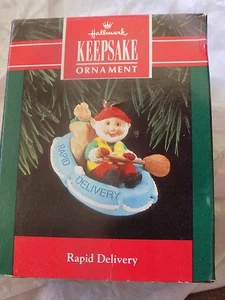 Hallmark
KEEPSAKE
ORNAMENT
RAPID
DELIVERY
Rapid Delivery